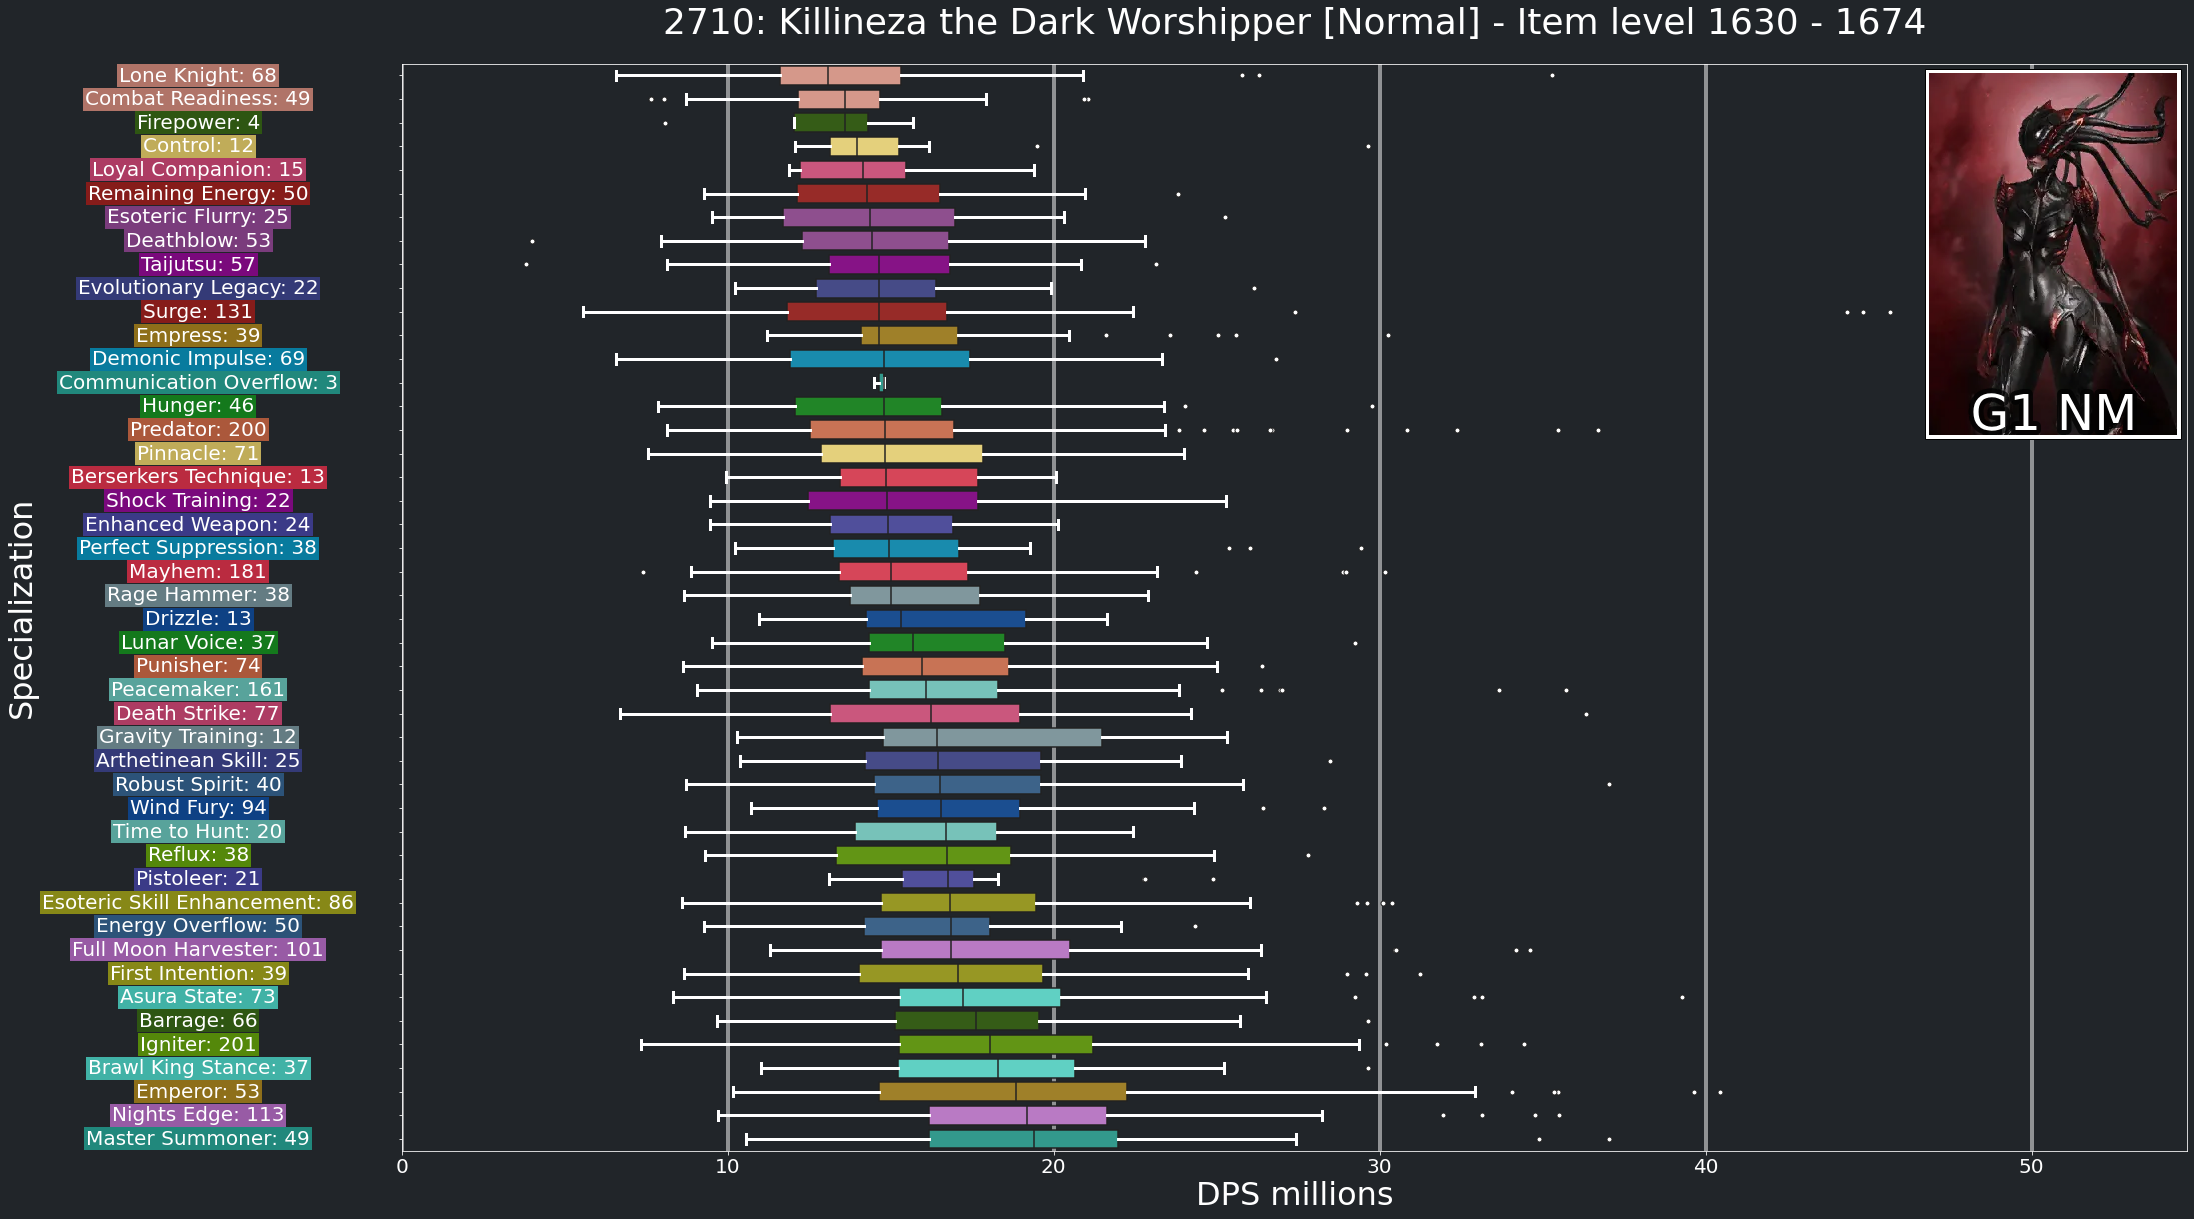 2710: Killineza the Dark Worshipper [Normal] - Item level 1630 - 1674
Lone Knight: 68
Combat Readiness: 49
Firepower: 4
Control: 12
Loyal Companion: 15
Remaining Energy: 50
Esoteric Flurry: 25
Deathblow: 53
Taijutsu: 57
Evolutionary Legacy: 22
Surge: 131
Empress: 39
Demonic Impulse: 69
Communication Overflow: 3
Hunger: 46
Predator: 200
Pinnacle: 71
Berserkers Technique: 13
Shock Training: 22
Enhanced Weapon: 24
Perfect Suppression: 38
Mayhem: 181
Rage Hammer: 38
Drizzle: 13
Lunar Voice: 37
Punisher: 74
Peacemaker: 161
Death Strike: 77
Gravity Training: 12
Arthetinean Skill: 25
Robust Spirit: 40
Wind Fury: 94
Time to Hunt: 20
Reflux: 38
Pistoleer: 21
Esoteric Skill Enhancement: 86
Energy Overflow: 50
Full Moon Harvester: 101
First Intention: 39
Asura State: 73
Barrage: 66
Igniter: 201
Brawl King Stance: 37
Emperor: 53
Nights Edge: 113
Master Summoner: 49
Specialization
G1 NM
0 10 20 30 40 50
DPS millions